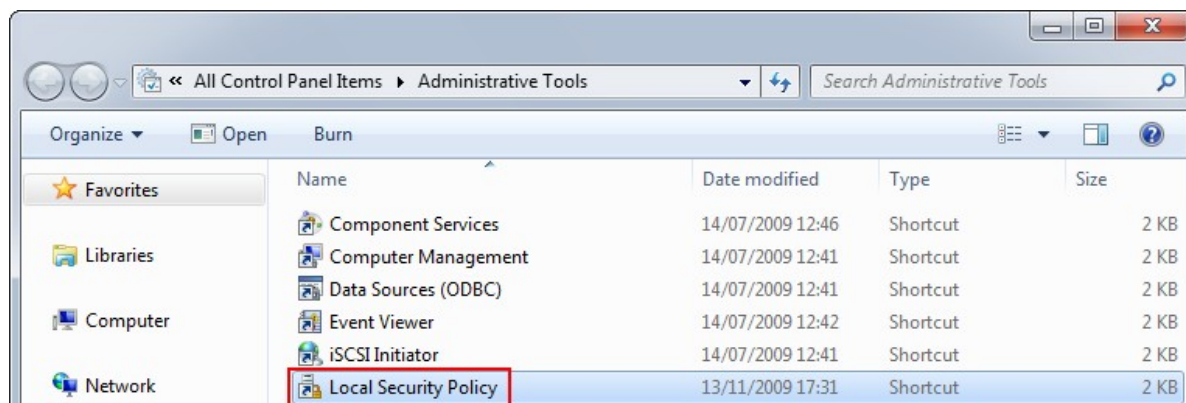 « All Control Panel Items ▸ Administrative Tools Search Administrative Tools
Organize Open Burn
Favorites Name Date modified Type Size
Component Services 14/07/2009 12:46 Shortcut 2 KB
Libraries Computer Management 14/07/2009 12:41 Shortcut 2 KB
Data Sources (ODBC) 14/07/2009 12:41 Shortcut 2 KB
Computer Event Viewer 14/07/2009 12:42 Shortcut 2 KB
iSCSI Initiator 14/07/2009 12:41 Shortcut 2 KB
Network Local Security Policy 13/11/2009 17:31 Shortcut 2 KB